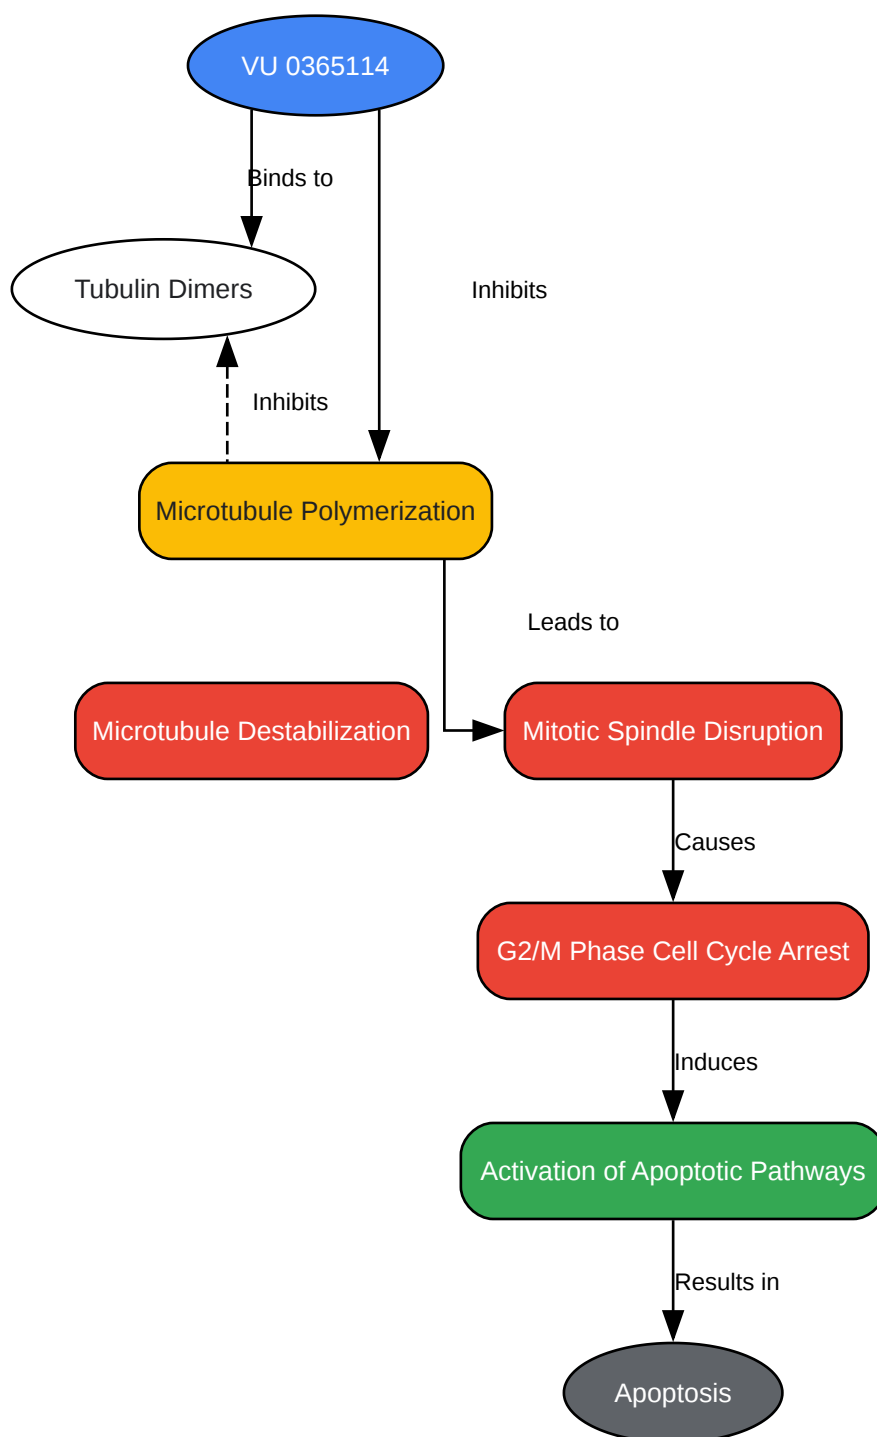 VU 0365114
Binds to
Tubulin Dimers
Inhibits
Inhibits
Microtubule Polymerization
Leads to
Microtubule Destabilization
Mitotic Spindle Disruption
Causes
G2/M Phase Cell Cycle Arrest
Induces
Activation of Apoptotic Pathways
Results in
Apoptosis